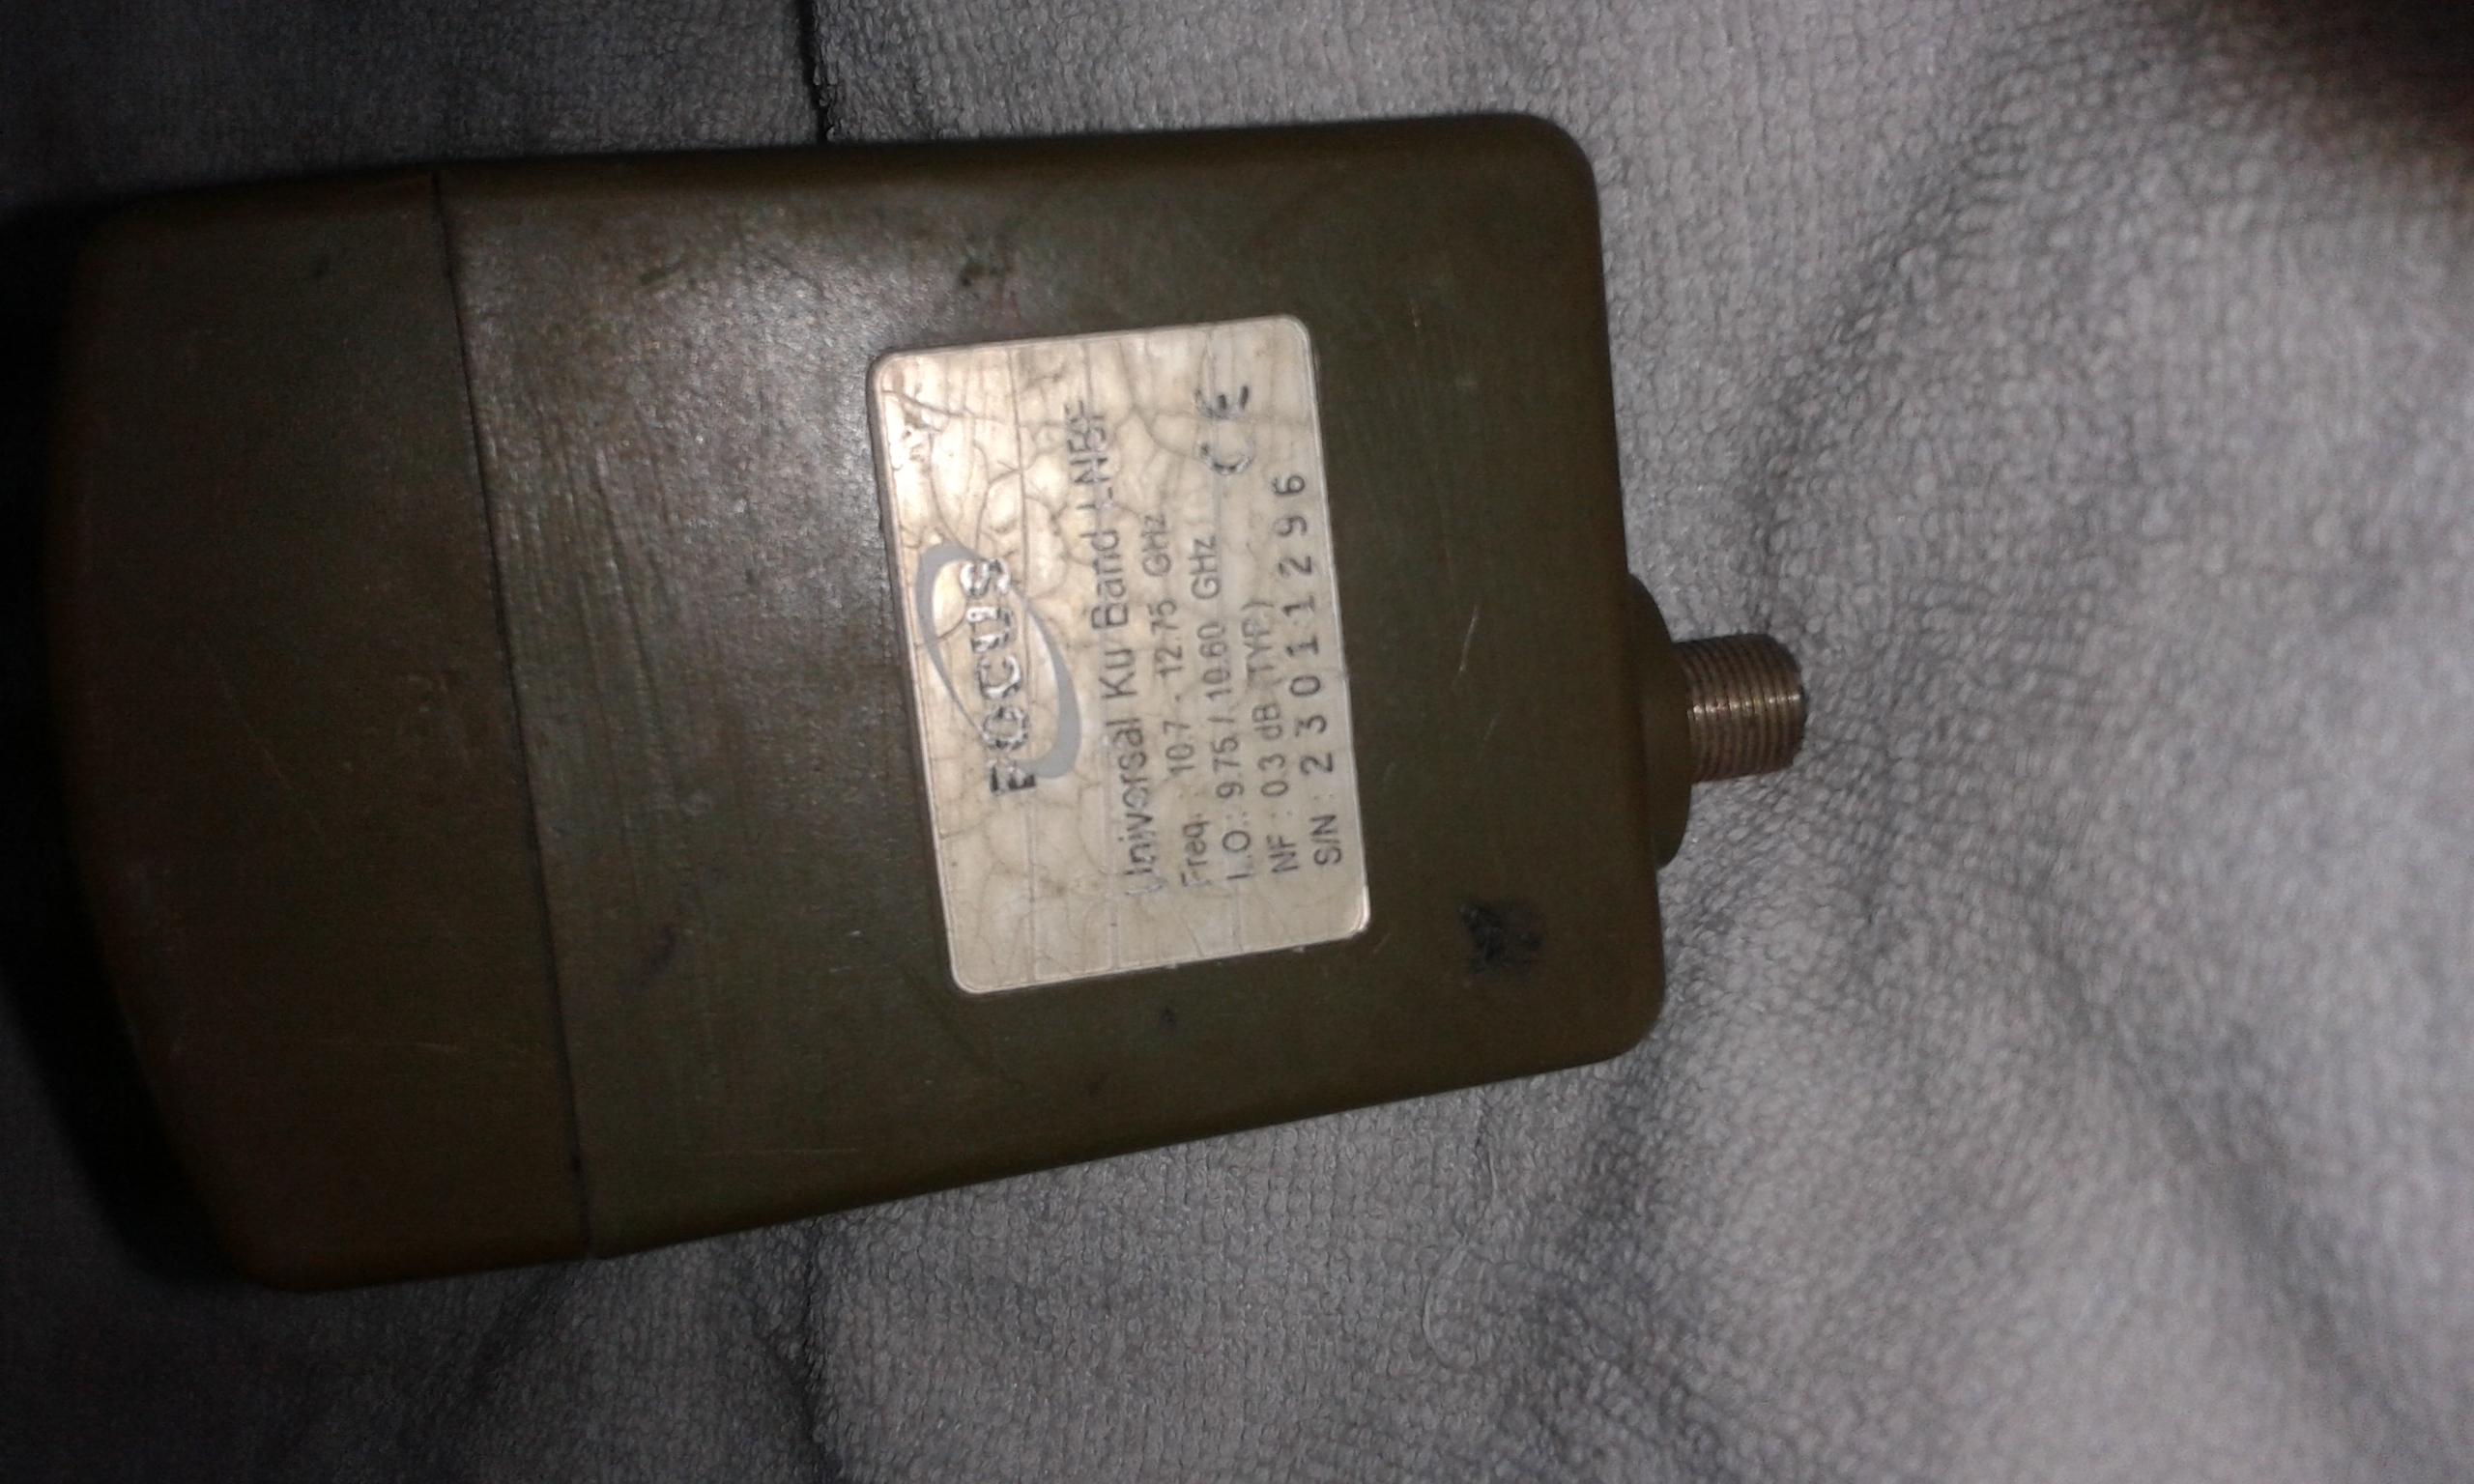 FOCUS
Universal Ku Band LNBF
Freq. : 10.7 - 12.75 GHz
L.O.: 9.75 / 10.60 GHz
NF : 0.3 dB (TYP.)
CE
S/N : 23011296